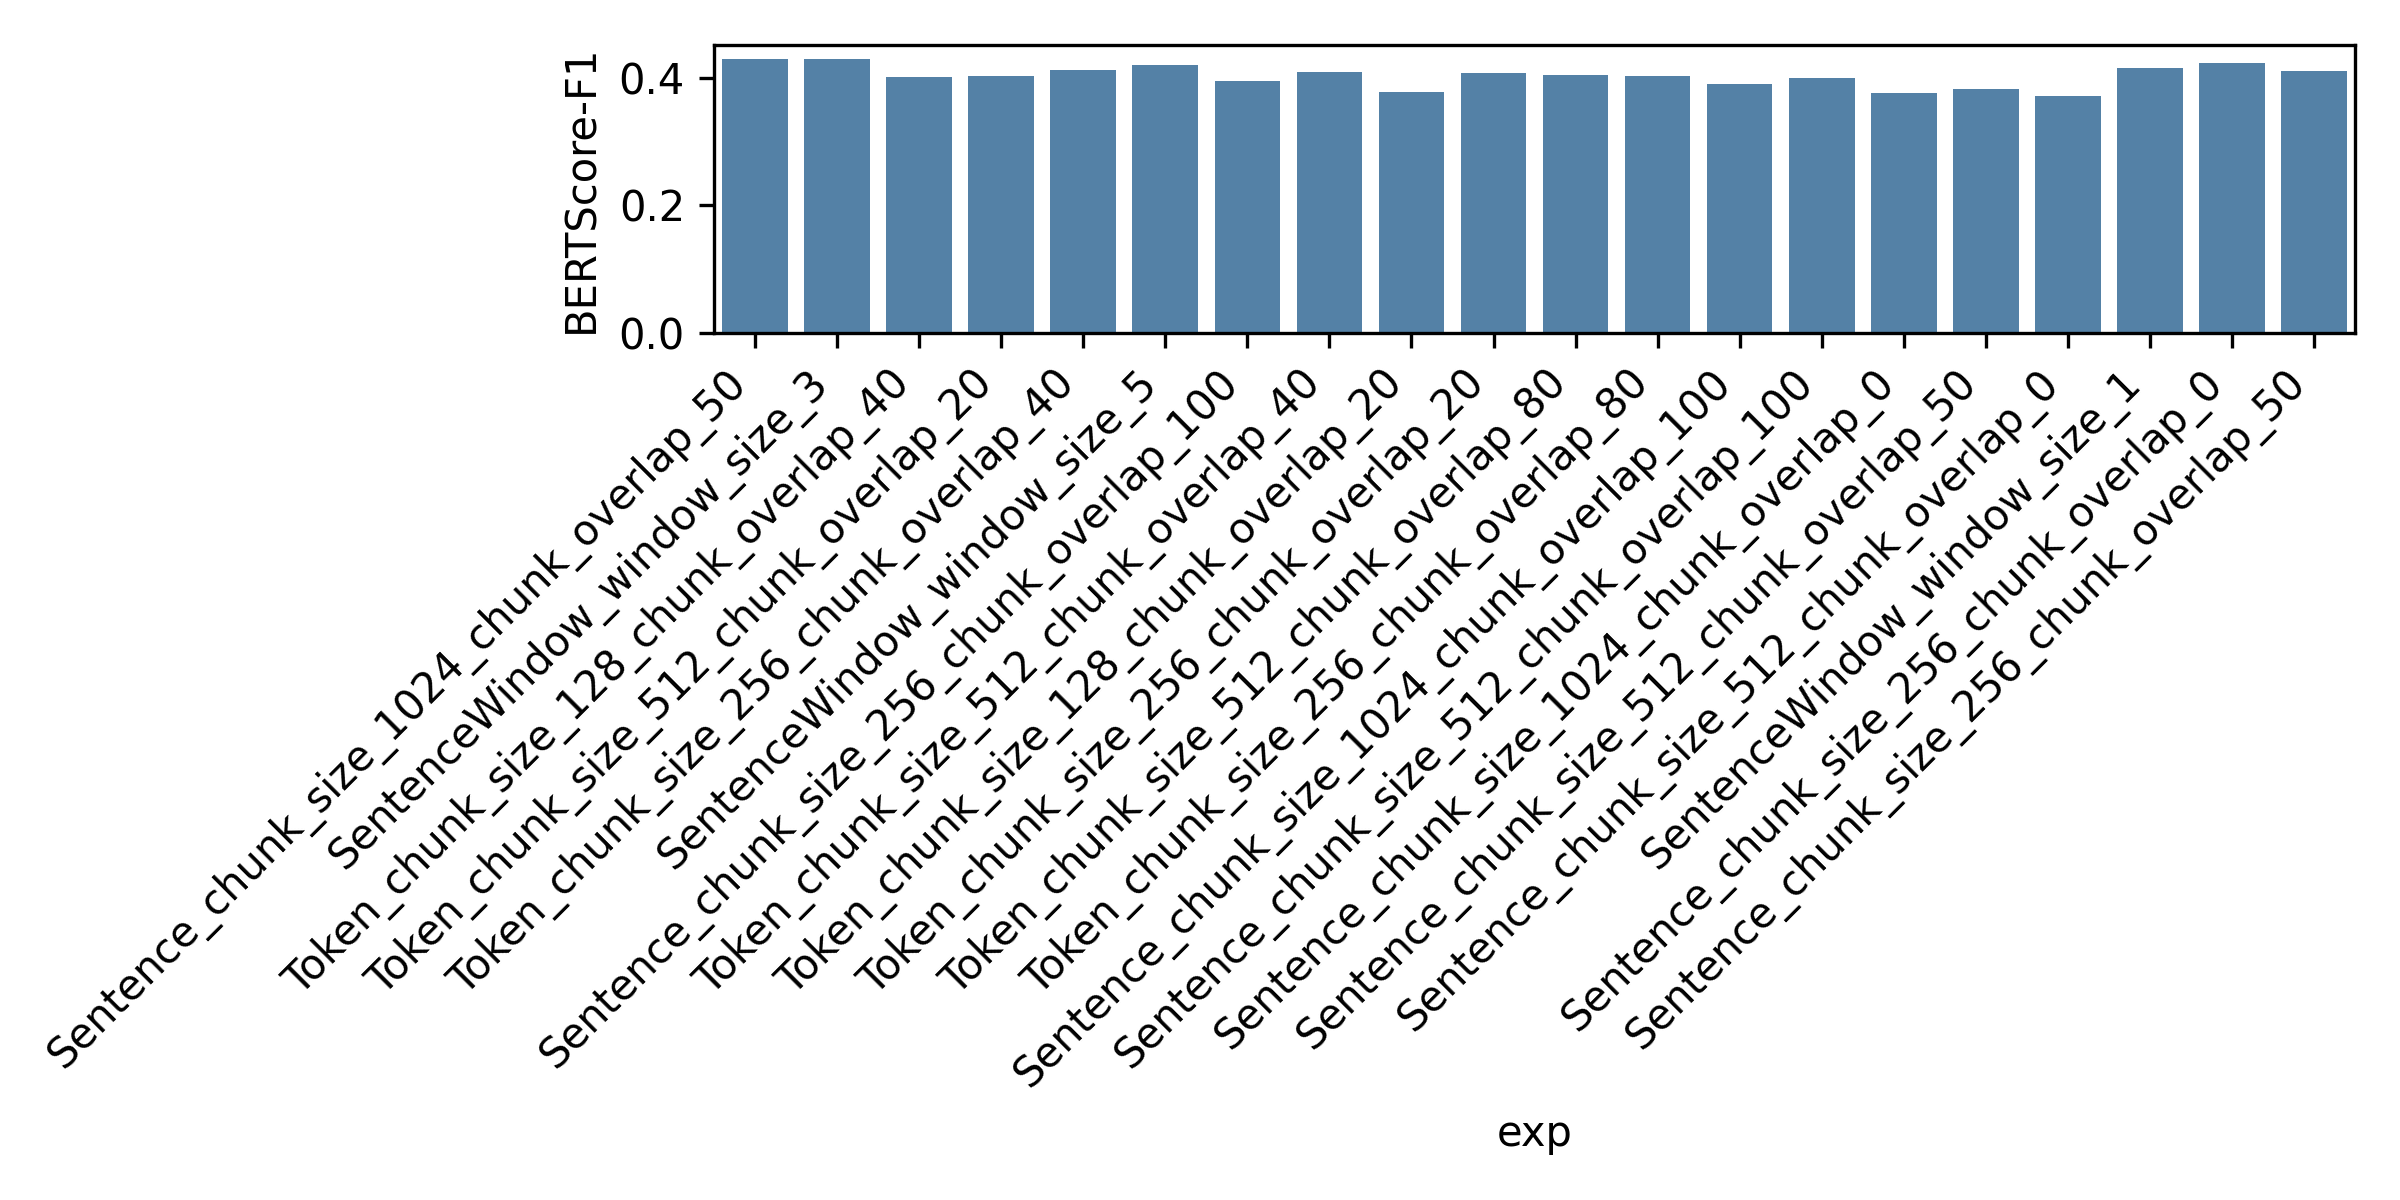 BERTScore-F1
0.4
0.2
0.0
Sentence_chunk_size_1024_chunk_overlap_50
SentenceWindow_window_size_3
Token_chunk_size_128_chunk_overlap_40
Token_chunk_size_512_chunk_overlap_20
Token_chunk_size_256_chunk_overlap_40
SentenceWindow_window_size_5
Sentence_chunk_size_256_chunk_overlap_100
Token_chunk_size_512_chunk_overlap_40
Token_chunk_size_128_chunk_overlap_20
Token_chunk_size_256_chunk_overlap_20
Token_chunk_size_512_chunk_overlap_80
Token_chunk_size_256_chunk_overlap_80
Sentence_chunk_size_1024_chunk_overlap_100
Sentence_chunk_size_512_chunk_overlap_100
Sentence_chunk_size_1024_chunk_overlap_0
Sentence_chunk_size_512_chunk_overlap_50
Sentence_chunk_size_512_chunk_overlap_0
SentenceWindow_window_size_1
Sentence_chunk_size_256_chunk_overlap_0
Sentence_chunk_size_256_chunk_overlap_50
exp